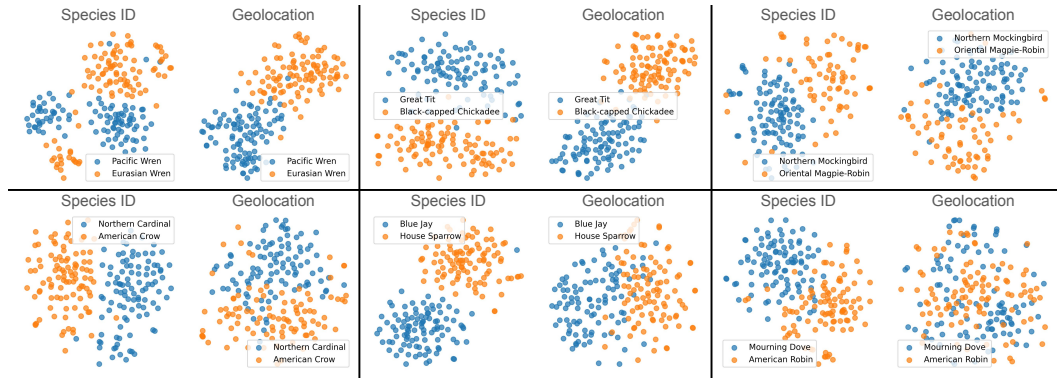 Species ID
Geolocation
Species ID
Geolocation
Species ID
Geolocation
Pacific Wren
Eurasian Wren
Pacific Wren
Eurasian Wren
Great Tit
Black-capped Chickadee
Great Tit
Black-capped Chickadee
Northern Mockingbird
Oriental Magpie-Robin
Northern Mockingbird
Oriental Magpie-Robin
Species ID
Geolocation
Species ID
Geolocation
Species ID
Geolocation
Northern Cardinal
American Crow
Northern Cardinal
American Crow
Blue Jay
House Sparrow
Blue Jay
House Sparrow
Mourning Dove
American Robin
Mourning Dove
American Robin